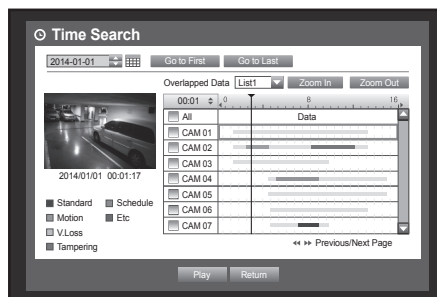 Time Search
2014-01-01 Go to First Go to Last
Overlapped Data List1 Zoom In Zoom Out
00:01 0 8 16
All Data
CAM 01
CAM 02
CAM 03
CAM 04
CAM 05
CAM 06
CAM 07
2014/01/01 00:01:17
Standard Schedule
Motion Etc
V.Loss
Tampering
Previous/Next Page
Play Return